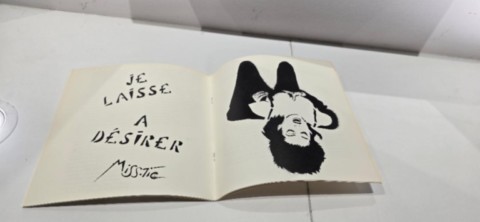 JE
LAISSE
A
DÉSIRER
MISS.TIC